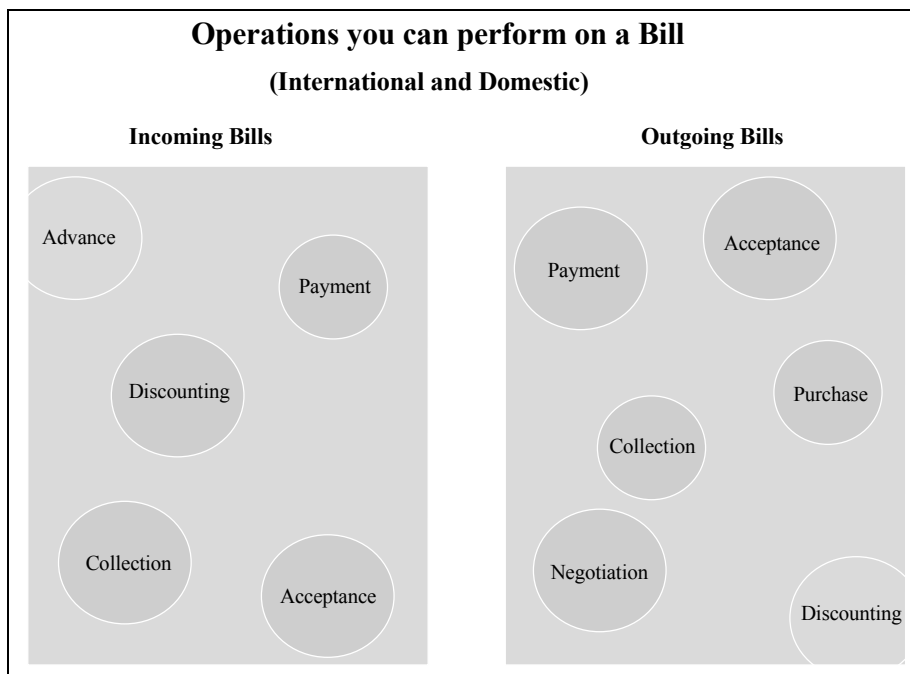 Operations you can perform on a Bill
(International and Domestic)
Incoming Bills
Advance
Payment
Discounting
Collection
Acceptance
Outgoing Bills
Payment
Acceptance
Purchase
Collection
Negotiation
Discounting